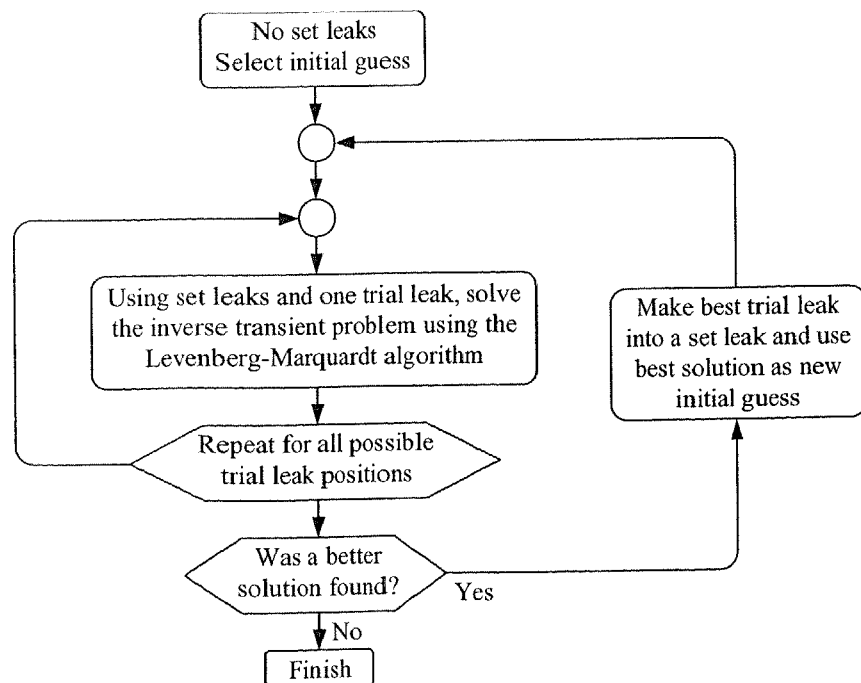 No set leaks
Select initial guess
Using set leaks and one trial leak, solve
the inverse transient problem using the
Levenberg-Marquardt algorithm
Make best trial leak
into a set leak and use
best solution as new
initial guess
Repeat for all possible
trial leak positions
Was a better
solution found?
Yes
No
Finish